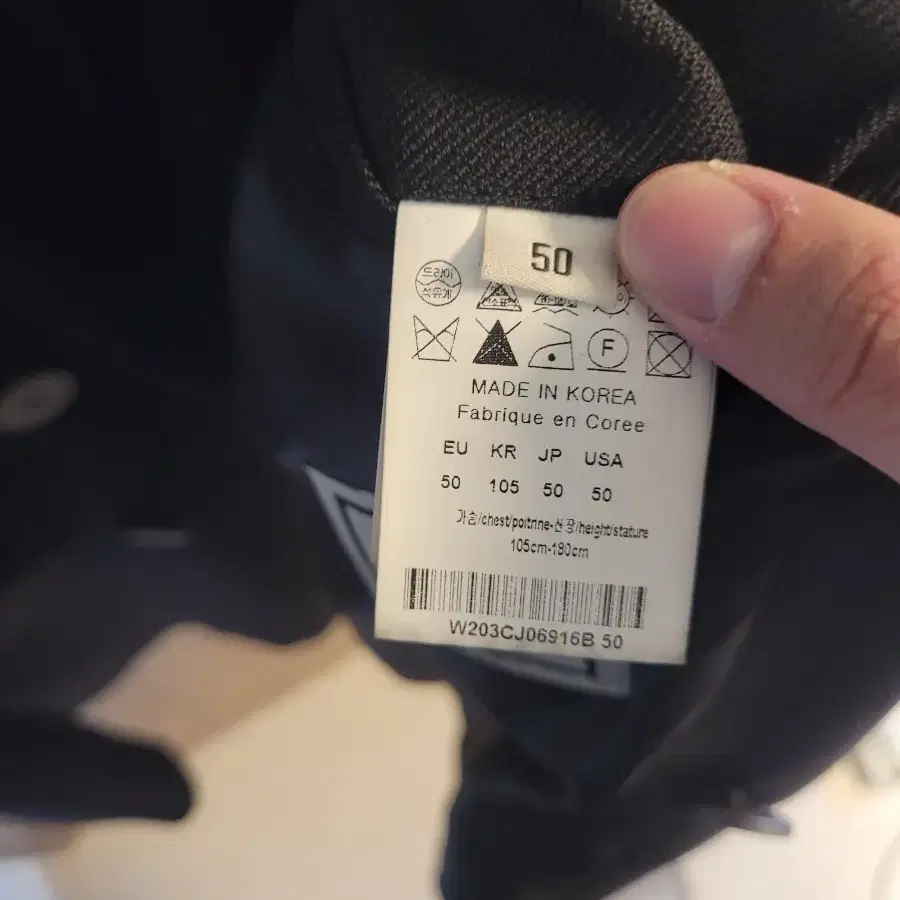 50
드라이
석유계
F
MADE IN KOREA
Fabrique en Coree
EU KR JP USA
50 105 50 50
가슴/chest/poitrine-신장/height/stature
105cm-180cm
W203CJ06916B 50